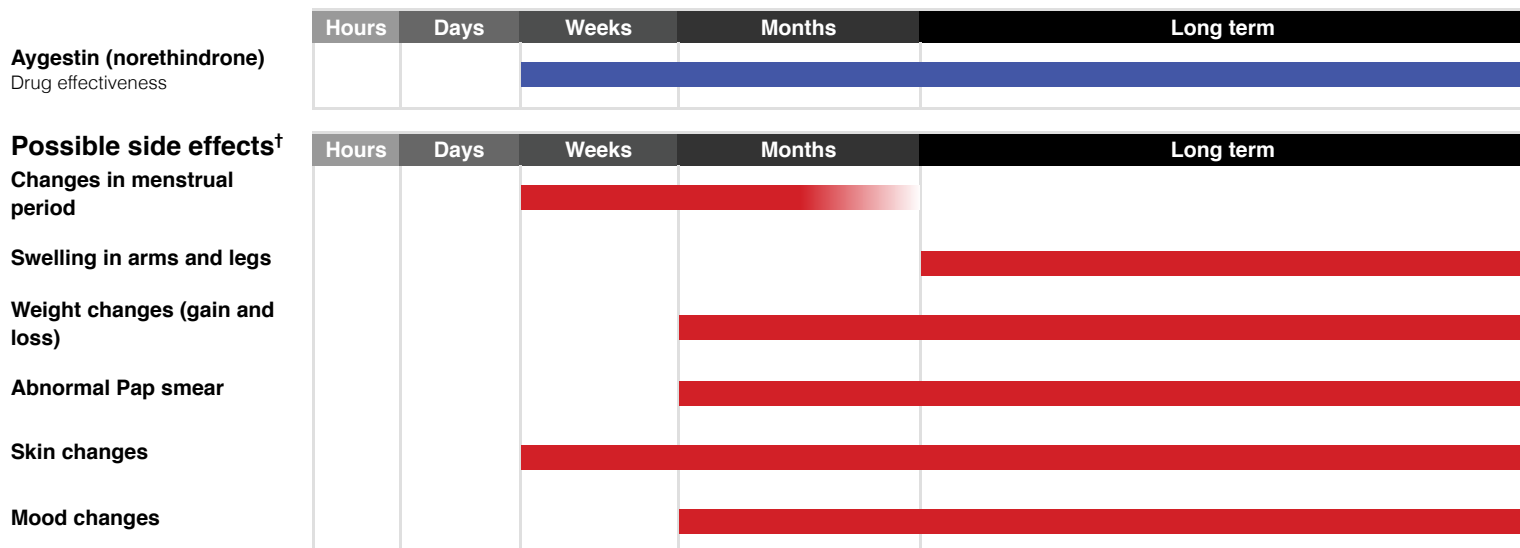 Hours Days Weeks Months Long term
Aygestin (norethindrone)
Drug effectiveness
Possible side effects† Hours Days Weeks Months Long term
Changes in menstrual
period
Swelling in arms and legs
Weight changes (gain and
loss)
Abnormal Pap smear
Skin changes
Mood changes